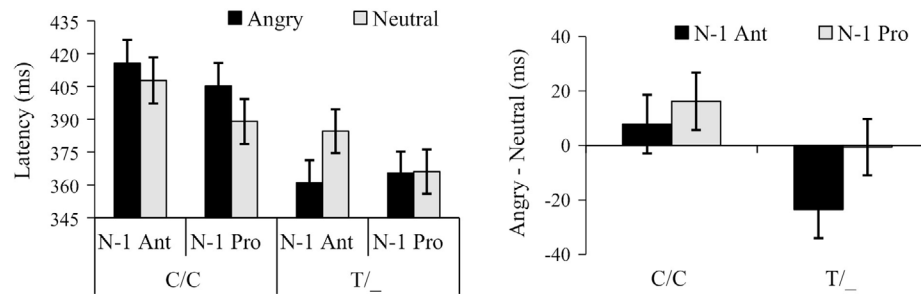 Angry
Neutral
Latency (ms)
435
415
405
390
375
360
345
N-1 Ant
N-1 Pro
N-1 Ant
N-1 Pro
C/C
T/_
N-1 Ant
N-1 Pro
Angry - Neutral (ms)
40
20
0
-20
-40
C/C
T/_